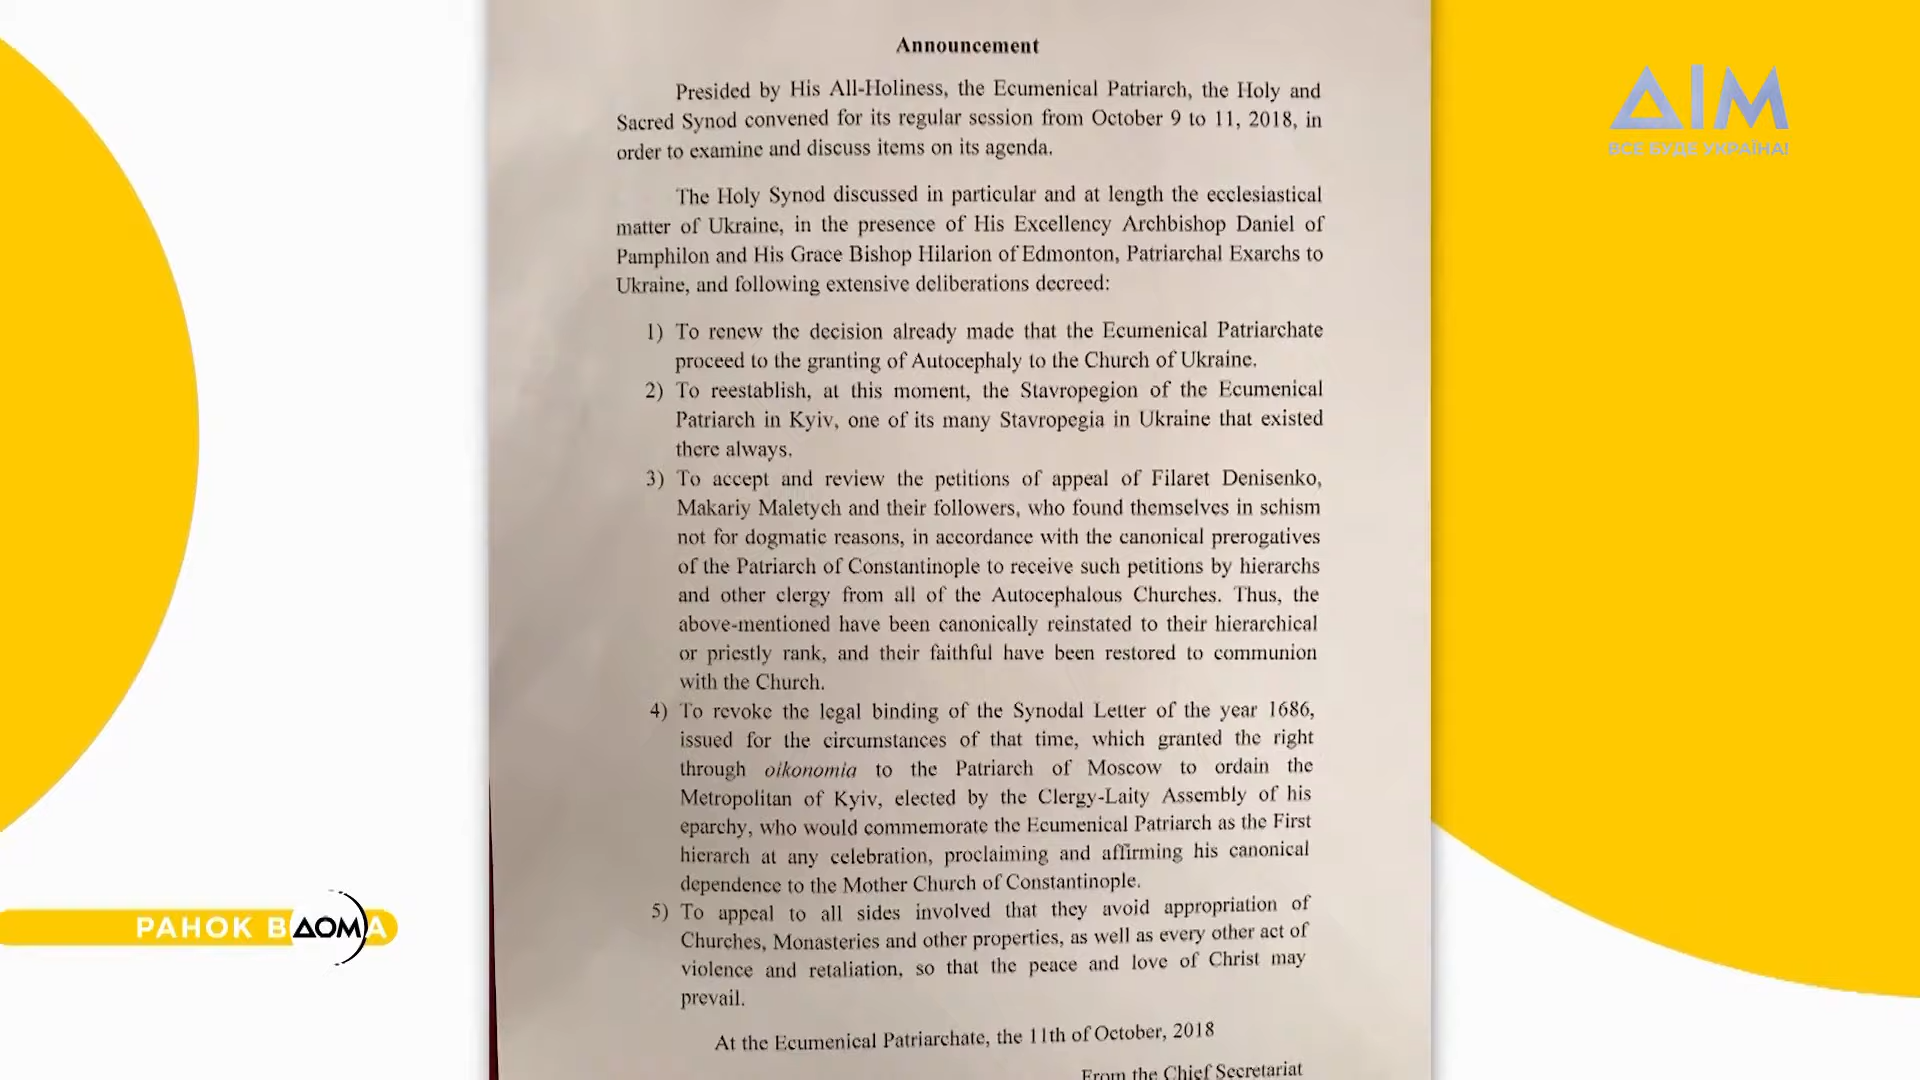 Announcement
Presided by His All-Holiness, the Ecumenical Patriarch, the Holy and
Sacred Synod convened for its regular session from October 9 to 11, 2018, in
order to examine and discuss items on its agenda.
The Holy Synod discussed in particular and at length the ecclesiastical
matter of Ukraine, in the presence of His Excellency Archbishop Daniel of
Pamphilon and His Grace Bishop Hilarion of Edmonton, Patriarchal Exarchs to
Ukraine, and following extensive deliberations decreed:
1) To renew the decision already made that the Ecumenical Patriarchate
proceed to the granting of Autocephaly to the Church of Ukraine.
2) To reestablish, at this moment, the Stavropegion of the Ecumenical
Patriarch in Kyiv, one of its many Stavropegia in Ukraine that existed
there always.
3) To accept and review the petitions of appeal of Filaret Denisenko,
Makariy Maletych and their followers, who found themselves in schism
not for dogmatic reasons, in accordance with the canonical prerogatives
of the Patriarch of Constantinople to receive such petitions by hierarchs
and other clergy from all of the Autocephalous Churches. Thus, the
above-mentioned have been canonically reinstated to their hierarchical
or priestly rank, and their faithful have been restored to communion
with the Church.
4) To revoke the legal binding of the Synodal Letter of the year 1686,
issued for the circumstances of that time, which granted the right
through oikonomia to the Patriarch of Moscow to ordain the
Metropolitan of Kyiv, elected by the Clergy-Laity Assembly of his
eparchy, who would commemorate the Ecumenical Patriarch as the First
hierarch at any celebration, proclaiming and affirming his canonical
dependence to the Mother Church of Constantinople.
5) To appeal to all sides involved that they avoid appropriation of
Churches, Monasteries and other properties, as well as every other act of
violence and retaliation, so that the peace and love of Christ may
prevail.
At the Ecumenical Patriarchate, the 11th of October, 2018
From the Chief Secretariat
ДІМ
ВСЕ БУДЕ УКРАЇНА!
РАНОК ВДОМА